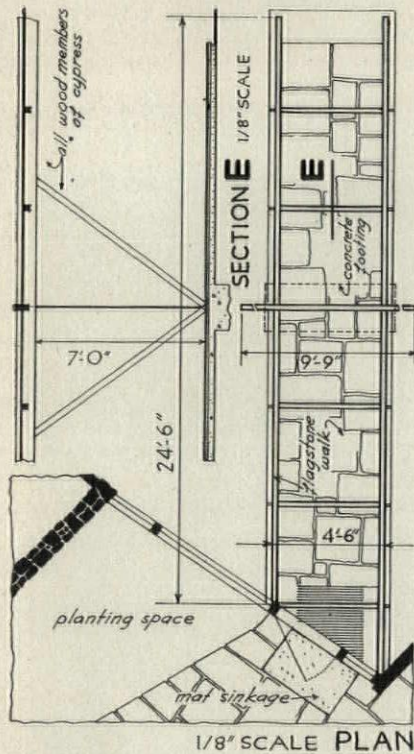 all wood members
of cypress
SECTION E 1/8" SCALE
E
concrete
footing
7'-0"
9'-9"
24'-6"
flagstone
walk
4'-6"
planting space
mat sinkage
1/8" SCALE PLAN